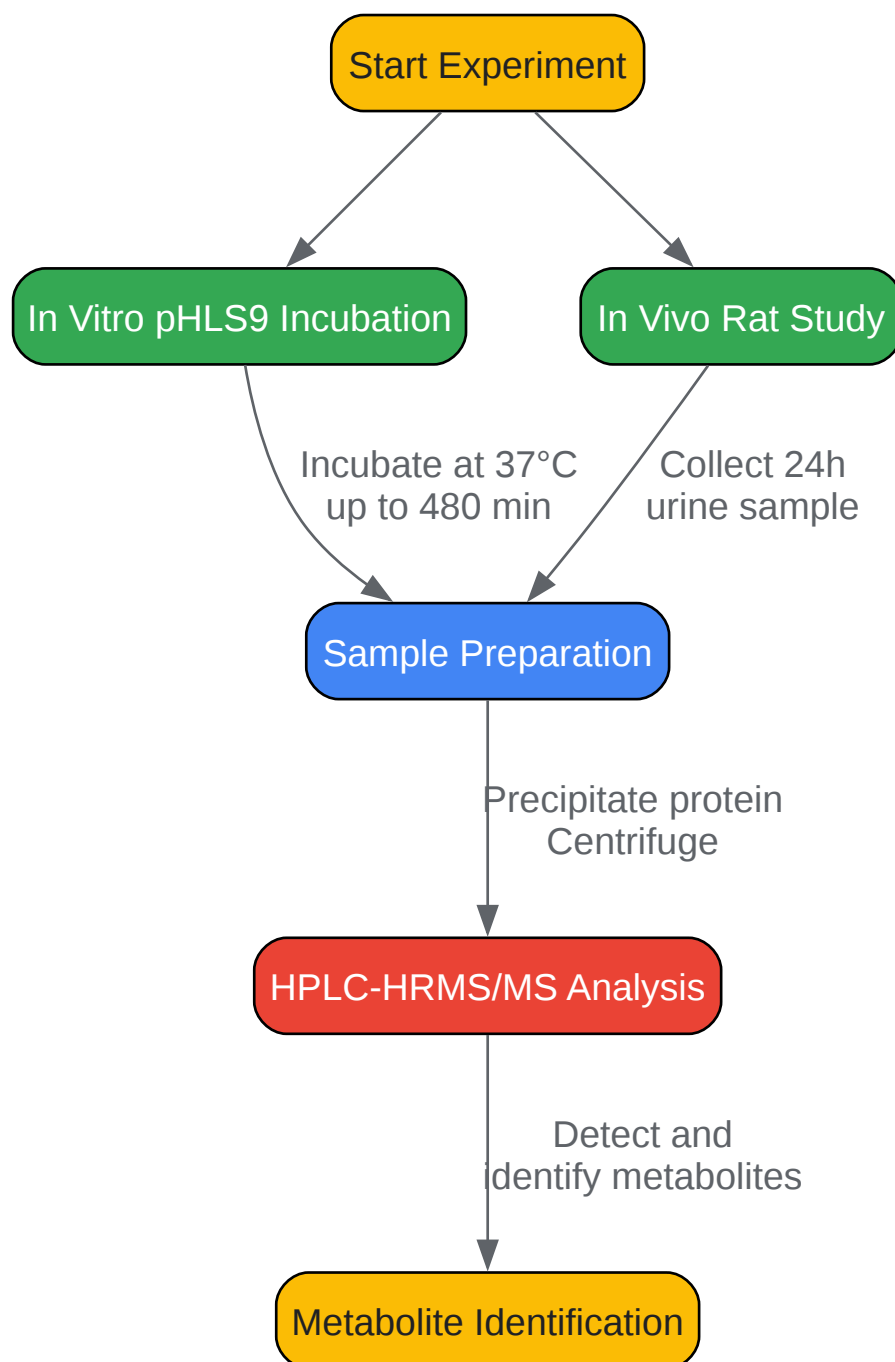 Start Experiment
In Vitro pHLS9 Incubation
In Vivo Rat Study
Incubate at 37°C
up to 480 min
Collect 24h
urine sample
Sample Preparation
Precipitate protein
Centrifuge
HPLC-HRMS/MS Analysis
Detect and
identify metabolites
Metabolite Identification